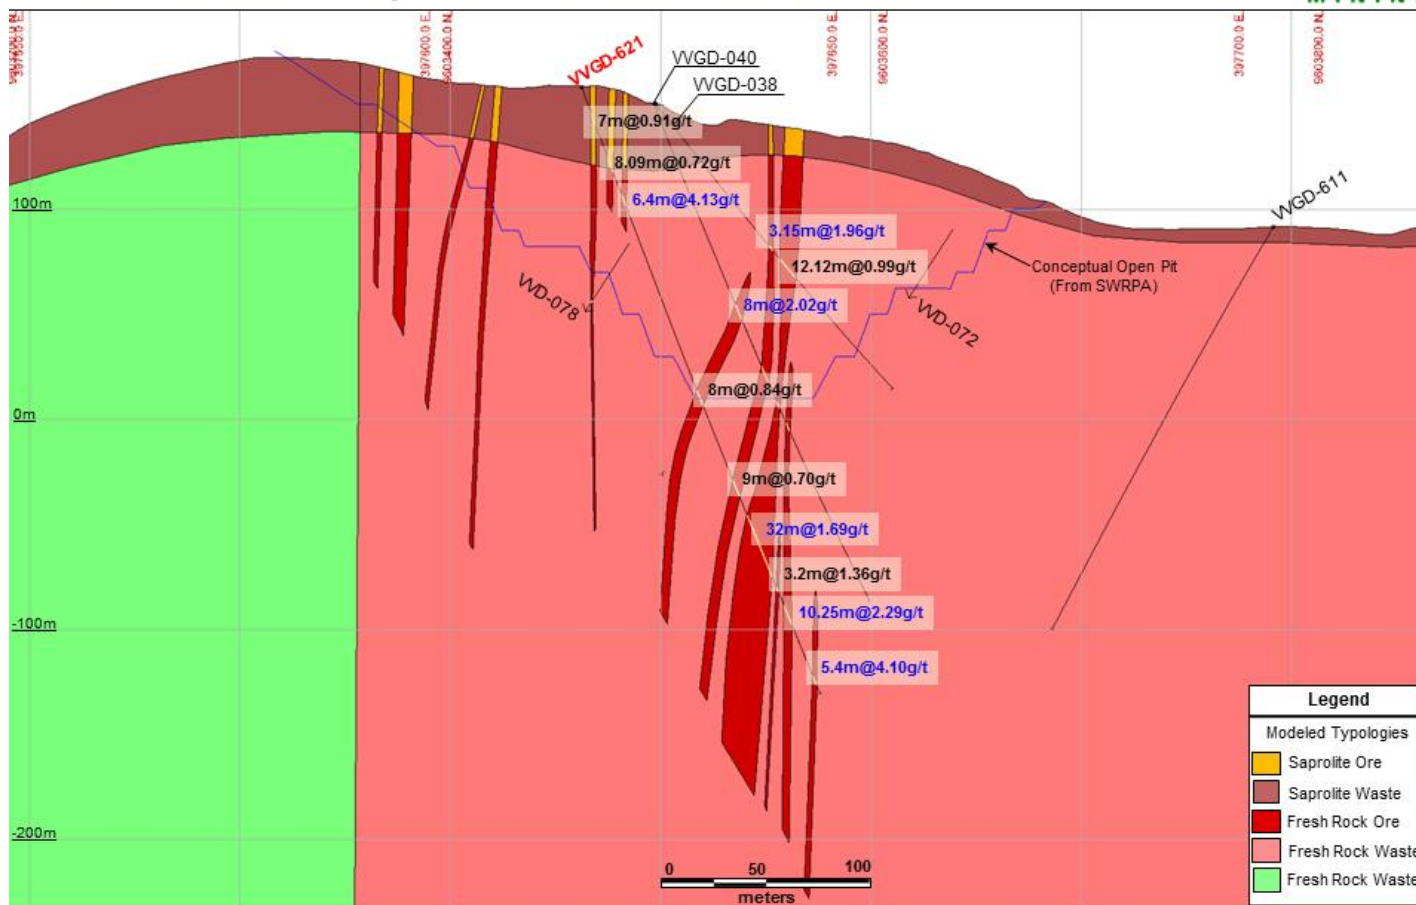 397600.0 E
9603400.0 N
VVGD-621
VVGD-040
VVGD-038
397650.0 E
9603600.0 N
397700.0 E
9603800.0 N
7m@0.91g/t
8.09m@0.72g/t
6.4m@4.13g/t
100m
VVGD-611
3.15m@1.96g/t
12.12m@0.99g/t
Conceptual Open Pit
(From SWRPA)
VVD-078
8m@2.02g/t
VVD-072
8m@0.84g/t
0m
9m@0.70g/t
32m@1.69g/t
3.2m@1.36g/t
10.25m@2.29g/t
-100m
5.4m@4.10g/t
Legend
Modeled Typologies
Saprolite Ore
Saprolite Waste
Fresh Rock Ore
Fresh Rock Waste
Fresh Rock Waste
-200m
0 50 100
meters